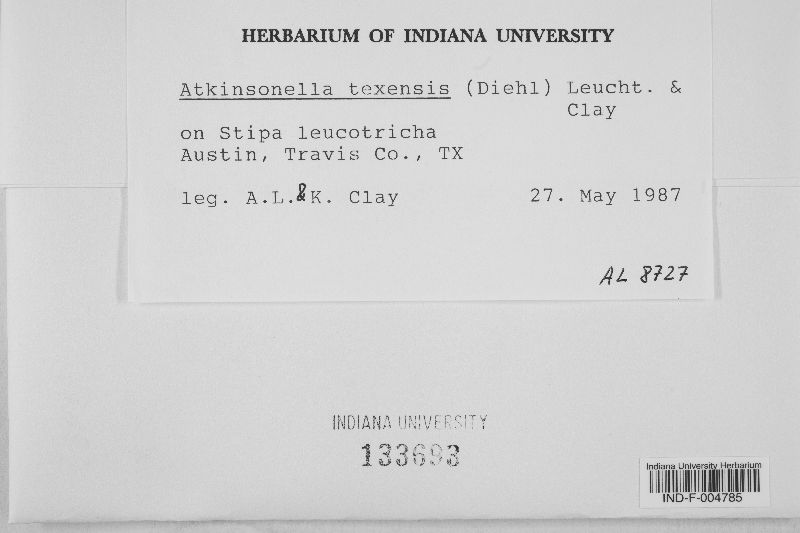 HERBARIUM OF INDIANA UNIVERSITY
Atkinsonella texensis (Diehl) Leucht. &
Clay
on Stipa leucotricha
Austin, Travis Co., TX
leg. A.L.&K. Clay 27. May 1987
AL 8727
INDIANA UNIVERSITY
133693
Indiana University Herbarium
IND-F-004785